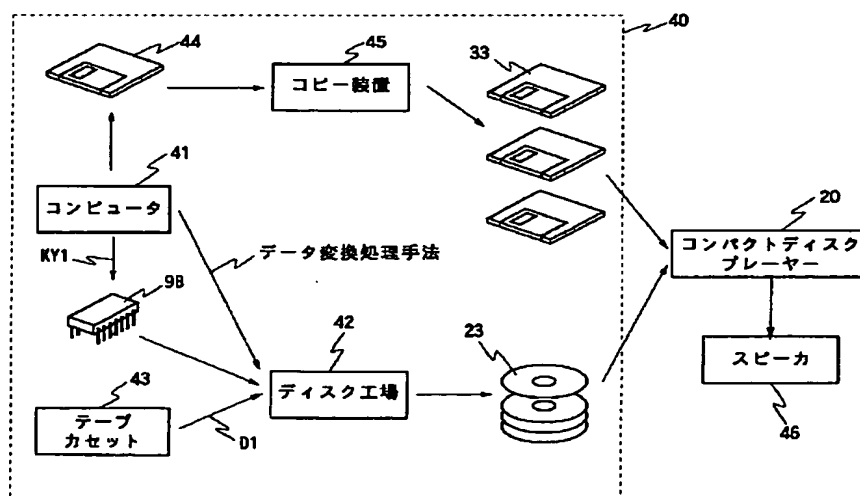 44
45
コピー装置
33
40
41
コンピュータ
KY1
データ変換処理手法
20
コンパクトディスク
プレーヤー
9B
42
ディスク工場
23
スピーカ
46
43
テープ
カセット
D1